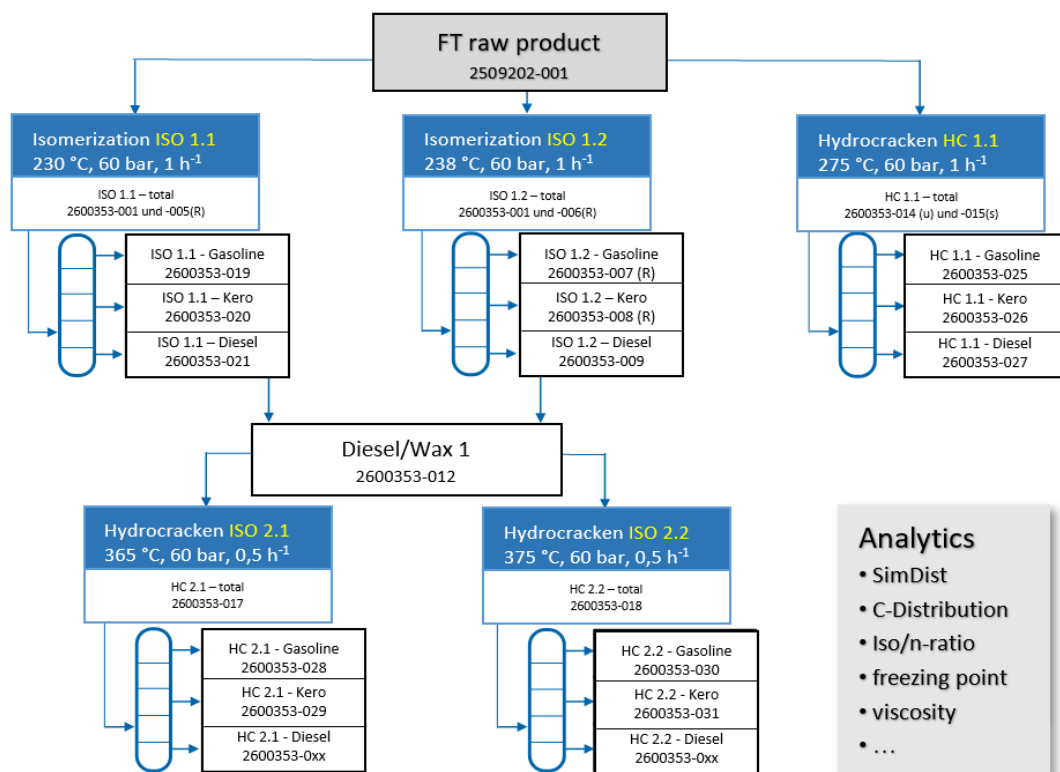 FT raw product
2509202-001
Isomerization ISO 1.1
230 °C, 60 bar, 1 h⁻¹
ISO 1.1 – total
2600353-001 und -005(R)
ISO 1.1 - Gasoline
2600353-019
ISO 1.1 – Kero
2600353-020
ISO 1.1 – Diesel
2600353-021
Isomerization ISO 1.2
238 °C, 60 bar, 1 h⁻¹
ISO 1.2 – total
2600353-001 und -006(R)
ISO 1.2 - Gasoline
2600353-007 (R)
ISO 1.2 – Kero
2600353-008 (R)
ISO 1.2 – Diesel
2600353-009
Hydrocracken HC 1.1
275 °C, 60 bar, 1 h⁻¹
HC 1.1 – total
2600353-014 (u) und -015(s)
HC 1.1 - Gasoline
2600353-025
HC 1.1 - Kero
2600353-026
HC 1.1 - Diesel
2600353-027
Diesel/Wax 1
2600353-012
Hydrocracken ISO 2.1
365 °C, 60 bar, 0,5 h⁻¹
HC 2.1 – total
2600353-017
HC 2.1 - Gasoline
2600353-028
HC 2.1 - Kero
2600353-029
HC 2.1 - Diesel
2600353-0xx
Hydrocracken ISO 2.2
375 °C, 60 bar, 0,5 h⁻¹
HC 2.2 – total
2600353-018
HC 2.2 - Gasoline
2600353-030
HC 2.2 - Kero
2600353-031
HC 2.2 - Diesel
2600353-0xx
Analytics
• SimDist
• C-Distribution
• Iso/n-ratio
• freezing point
• viscosity
• …